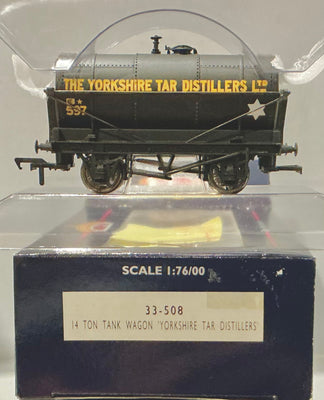 THE YORKSHIRE TAR DISTILLERS LTD
597
SCALE 1:76/00
33-508
14 TON TANK WAGON 'YORKSHIRE TAR DISTILLERS'